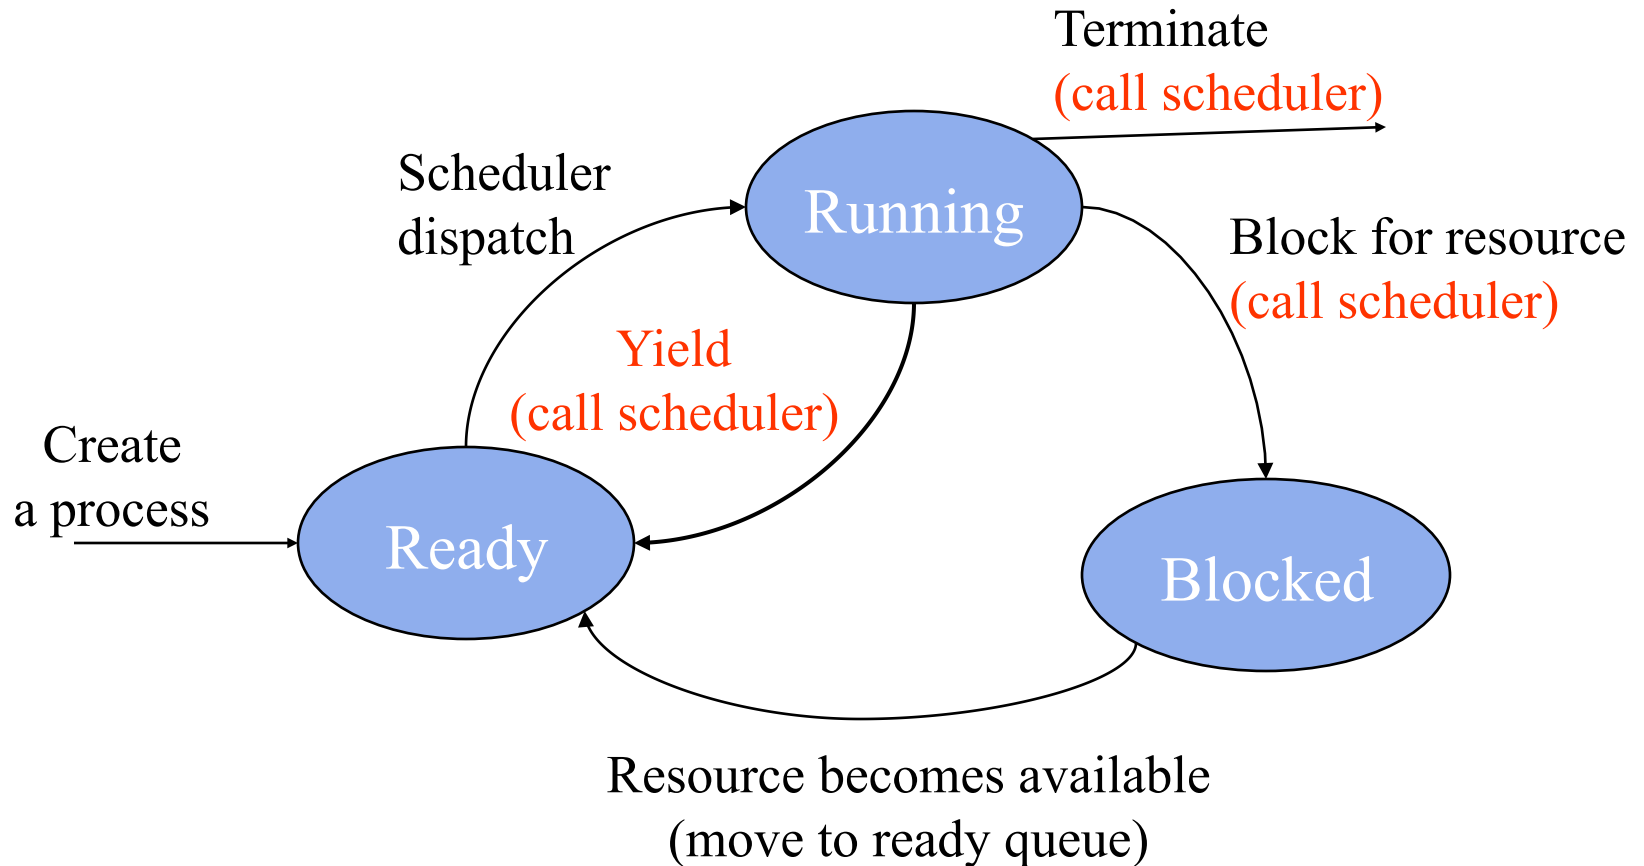 Terminate
(call scheduler)
Scheduler
dispatch
Running
Block for resource
(call scheduler)
Yield
(call scheduler)
Create
a process
Ready
Blocked
Resource becomes available
(move to ready queue)